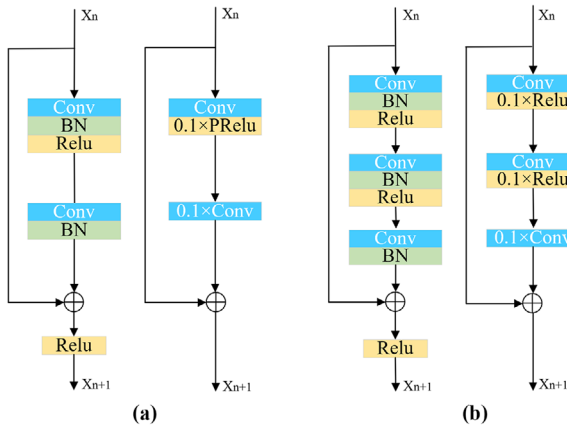 Xn
Conv
BN
Relu
Conv
BN
Relu
Xn+1
Xn
Conv
0.1×PRelu
0.1×Conv
Xn+1
(a)
Xn
Conv
BN
Relu
Conv
BN
Relu
Conv
BN
Relu
Xn+1
Xn
Conv
0.1×Relu
Conv
0.1×Relu
0.1×Conv
Xn+1
(b)